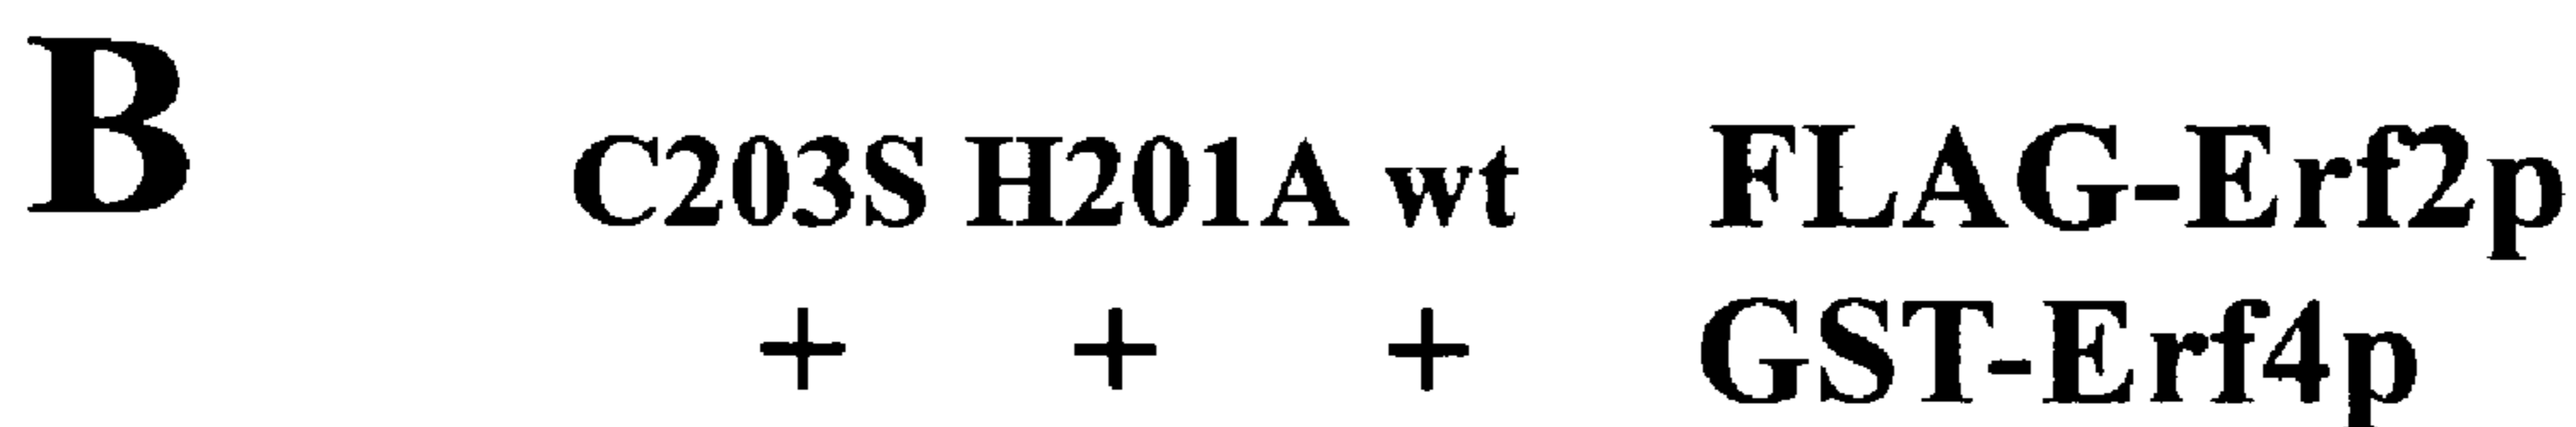 B
C203S H201A wt FLAG-Erf2p
+ + + GST-Erf4p